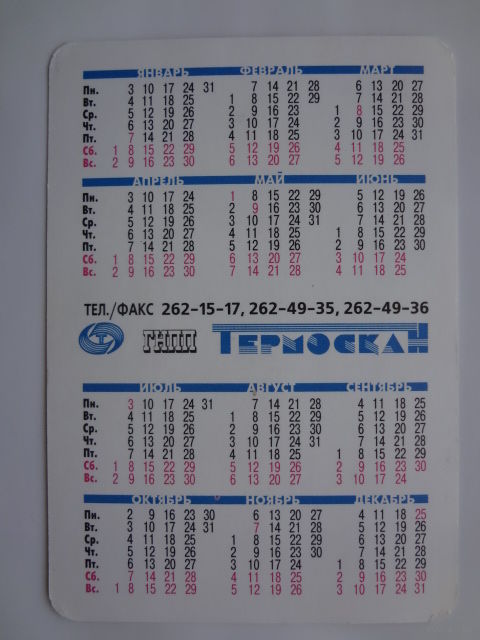 ЯНВАРЬ ФЕВРАЛЬ МАРТ
Пн. 3 10 17 24 31 7 14 21 28 6 13 20 27
Вт. 4 11 18 25 1 8 15 22 29 7 14 21 28
Ср. 5 12 19 26 2 9 16 23 1 8 15 22 29
Чт. 6 13 20 27 3 10 17 24 2 9 16 23 30
Пт. 7 14 21 28 4 11 18 25 3 10 17 24 31
Сб. 1 8 15 22 29 5 12 19 26 4 11 18 25
Вс. 2 9 16 23 30 6 13 20 27 5 12 19 26
АПРЕЛЬ МАЙ ИЮНЬ
Пн. 3 10 17 24 1 8 15 22 29 5 12 19 26
Вт. 4 11 18 25 2 9 16 23 30 6 13 20 27
Ср. 5 12 19 26 3 10 17 24 31 7 14 21 28
Чт. 6 13 20 27 4 11 18 25 1 8 15 22 29
Пт. 7 14 21 28 5 12 19 26 2 9 16 23 30
Сб. 1 8 15 22 29 6 13 20 27 3 10 17 24
Вс. 2 9 16 23 30 7 14 21 28 4 11 18 25
ТЕЛ./ФАКС 262-15-17, 262-49-35, 262-49-36
Т ГНПП ТЕРМОСКАН
ИЮЛЬ АВГУСТ СЕНТЯБРЬ
Пн. 3 10 17 24 31 7 14 21 28 4 11 18 25
Вт. 4 11 18 25 1 8 15 22 29 5 12 19 26
Ср. 5 12 19 26 2 9 16 23 30 6 13 20 27
Чт. 6 13 20 27 3 10 17 24 31 7 14 21 28
Пт. 7 14 21 28 4 11 18 25 1 8 15 22 29
Сб. 1 8 15 22 29 5 12 19 26 2 9 16 23 30
Вс. 2 9 16 23 30 6 13 20 27 3 10 17 24
ОКТЯБРЬ НОЯБРЬ ДЕКАБРЬ
Пн. 2 9 16 23 30 6 13 20 27 4 11 18 25
Вт. 3 10 17 24 31 7 14 21 28 5 12 19 26
Ср. 4 11 18 25 1 8 15 22 29 6 13 20 27
Чт. 5 12 19 26 2 9 16 23 30 7 14 21 28
Пт. 6 13 20 27 3 10 17 24 1 8 15 22 29
Сб. 7 14 21 28 4 11 18 25 2 9 16 23 30
Вс. 1 8 15 22 29 5 12 19 26 3 10 17 24 31